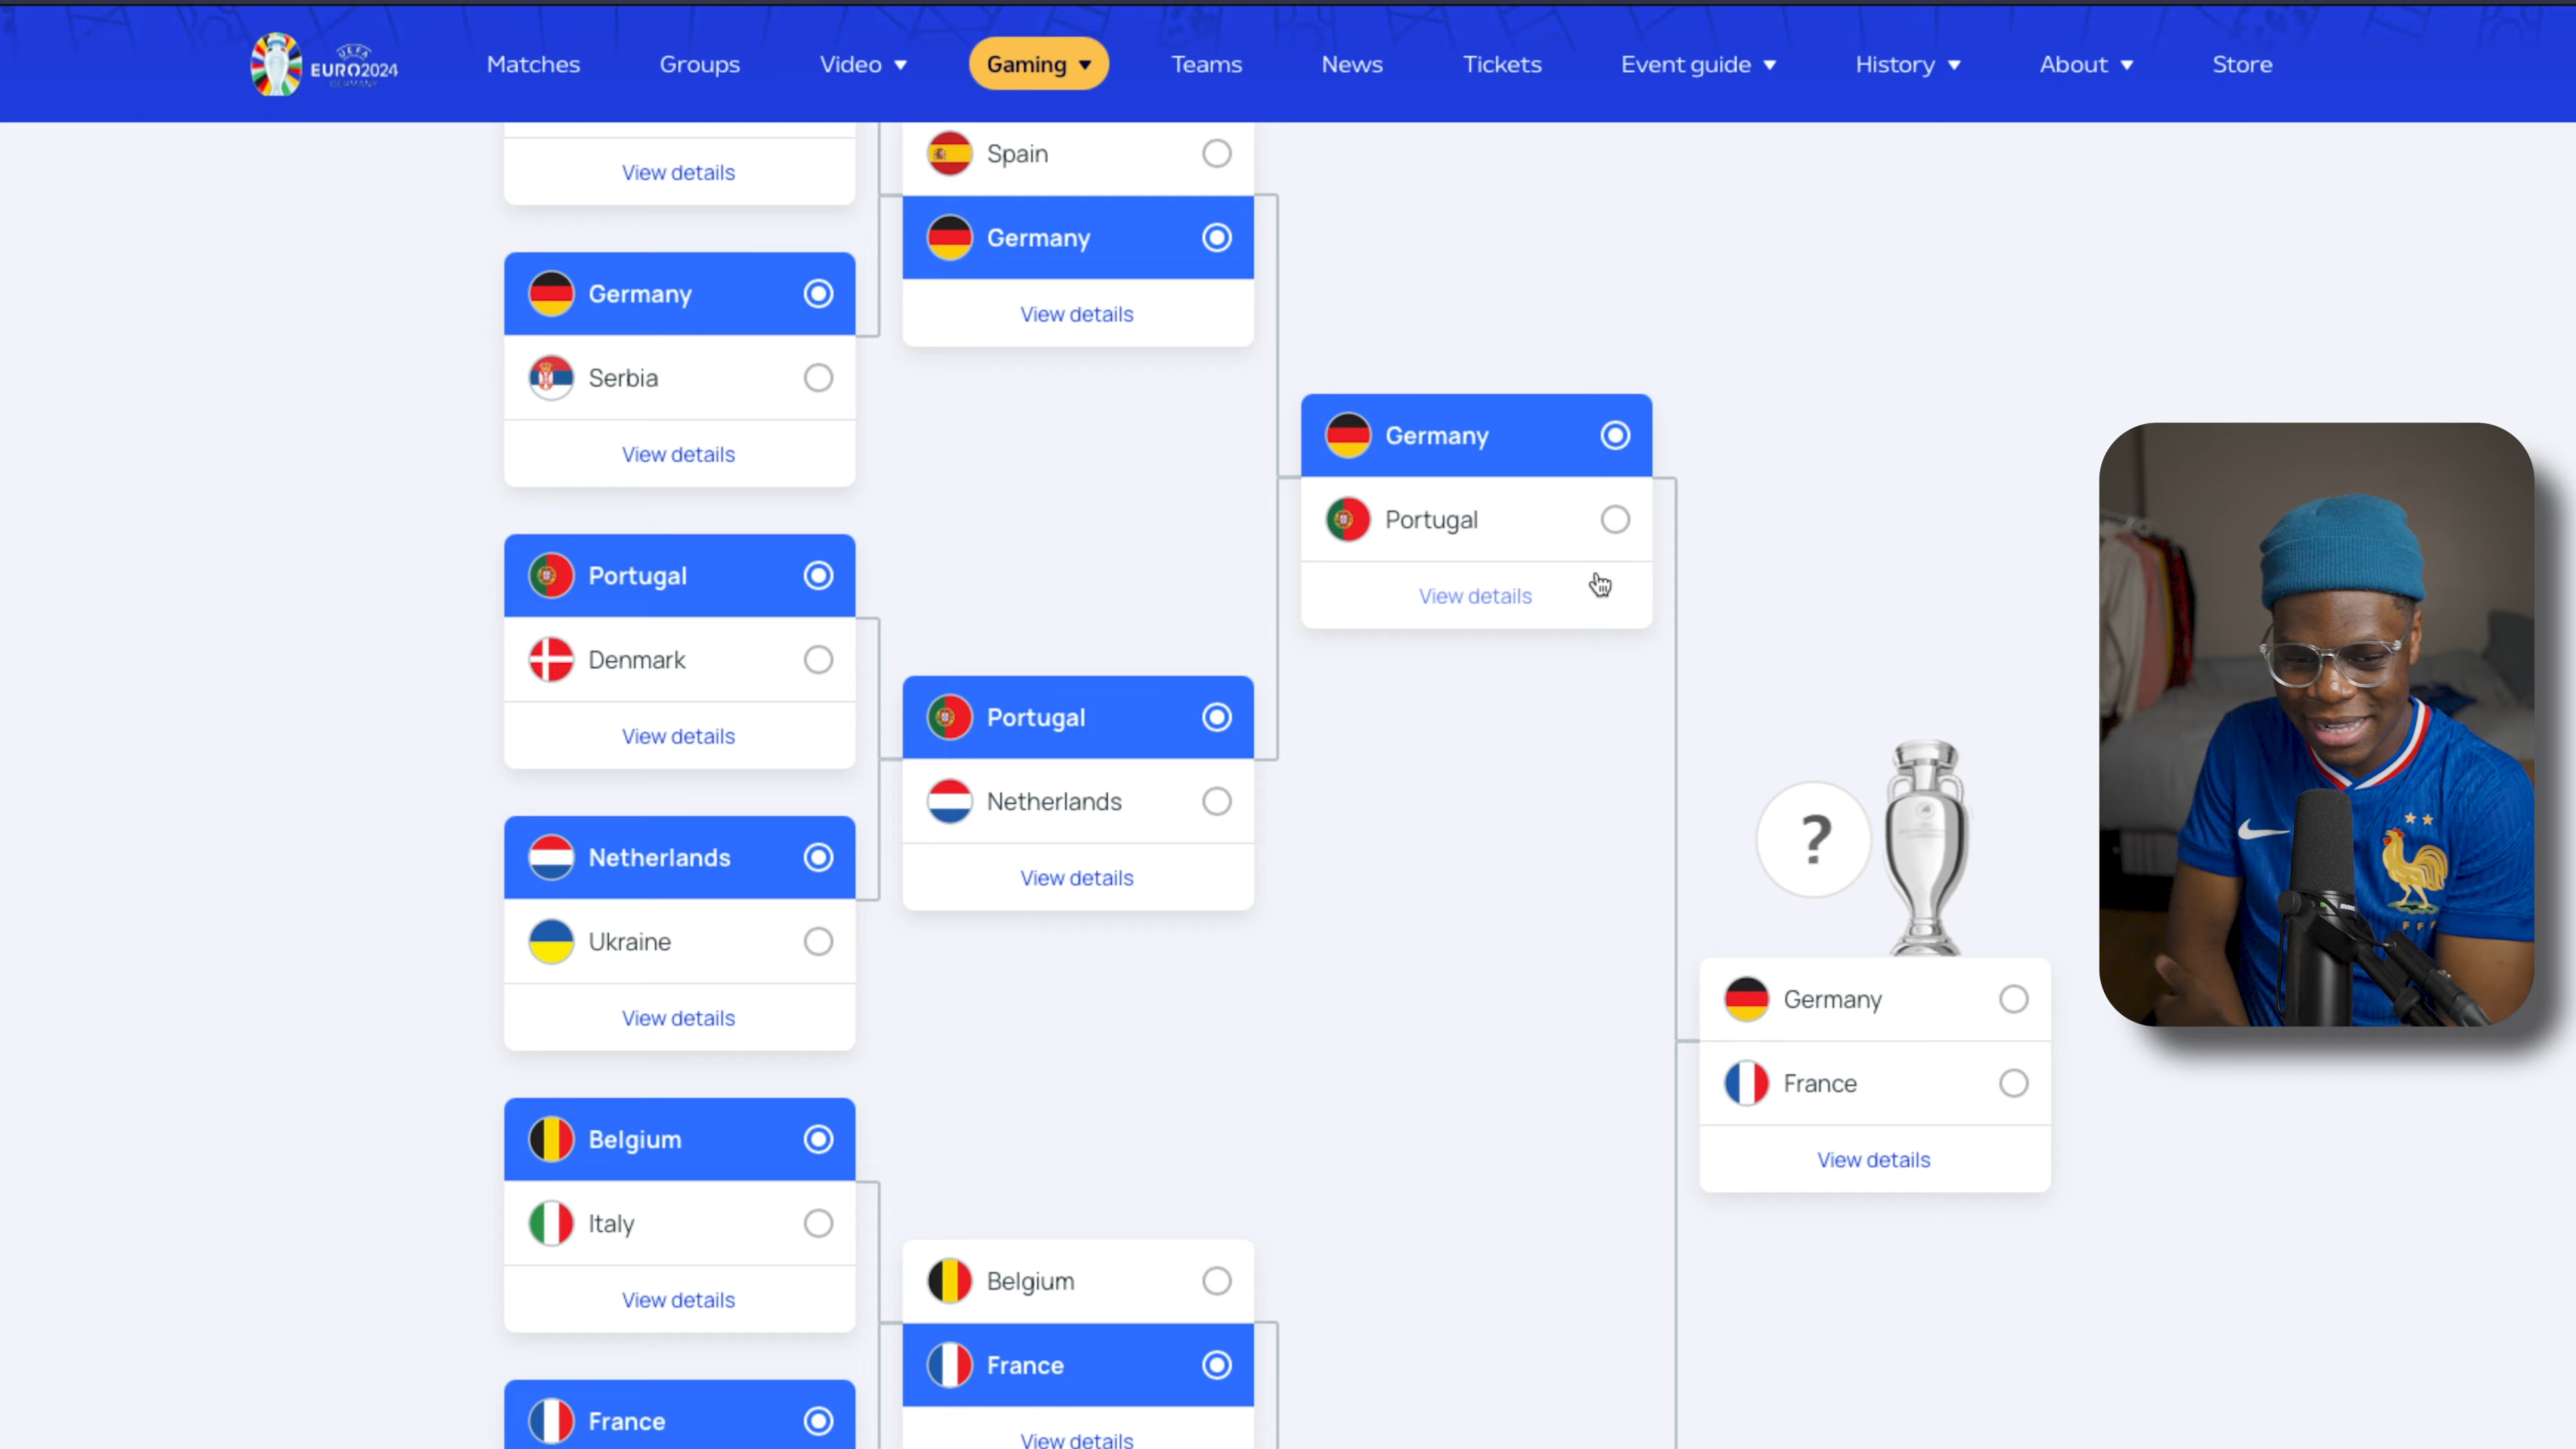 UEFA
EURO2024
GERMANY
Matches
Groups
Video
Gaming
Teams
News
Tickets
Event guide
History
About
Store
View details
Germany
Serbia
View details
Portugal
Denmark
View details
Netherlands
Ukraine
View details
Belgium
Italy
View details
France
Spain
Germany
View details
Portugal
Netherlands
View details
Belgium
France
View details
Germany
Portugal
View details
?
Germany
France
View details